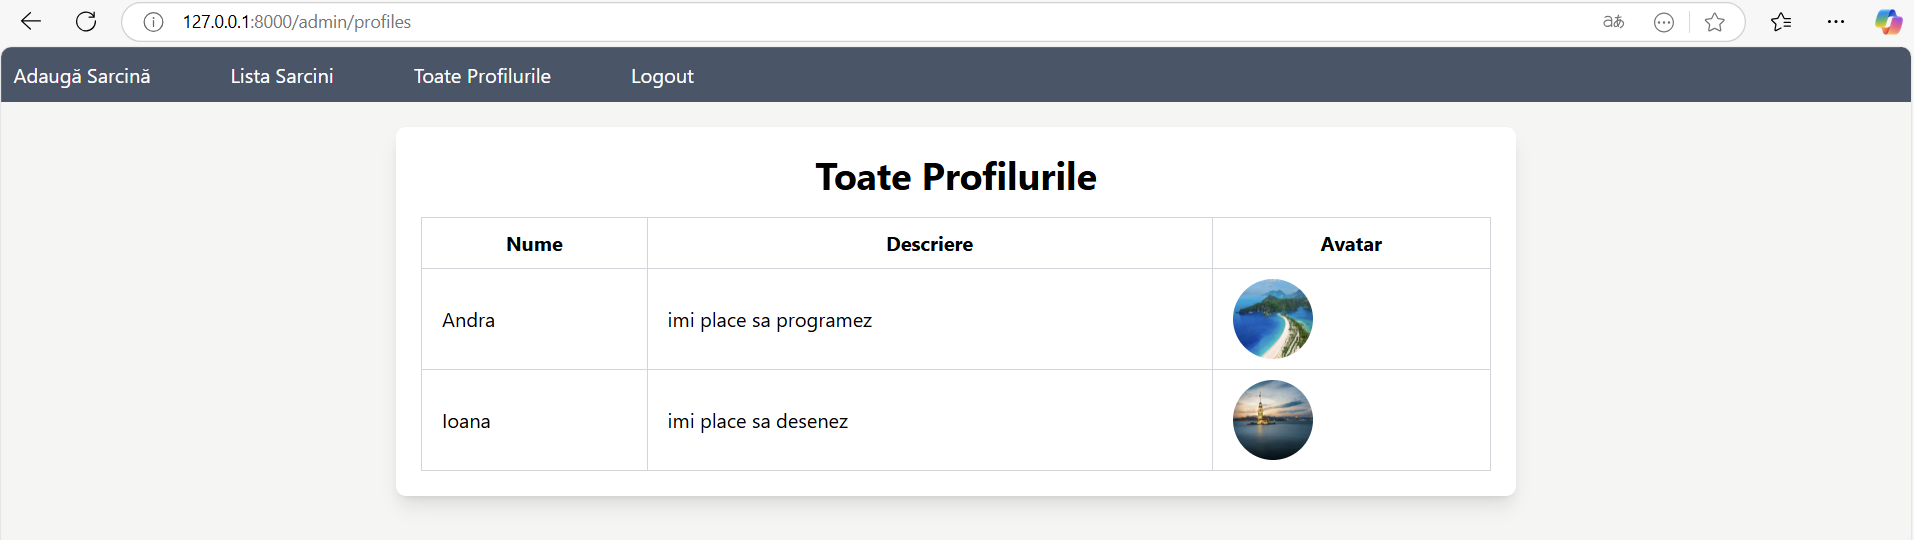 127.0.0.1:8000/admin/profiles
Adaugă Sarcină Lista Sarcini Toate Profilurile Logout
Toate Profilurile
Nume Descriere Avatar
Andra imi place sa programez
Ioana imi place sa desenez